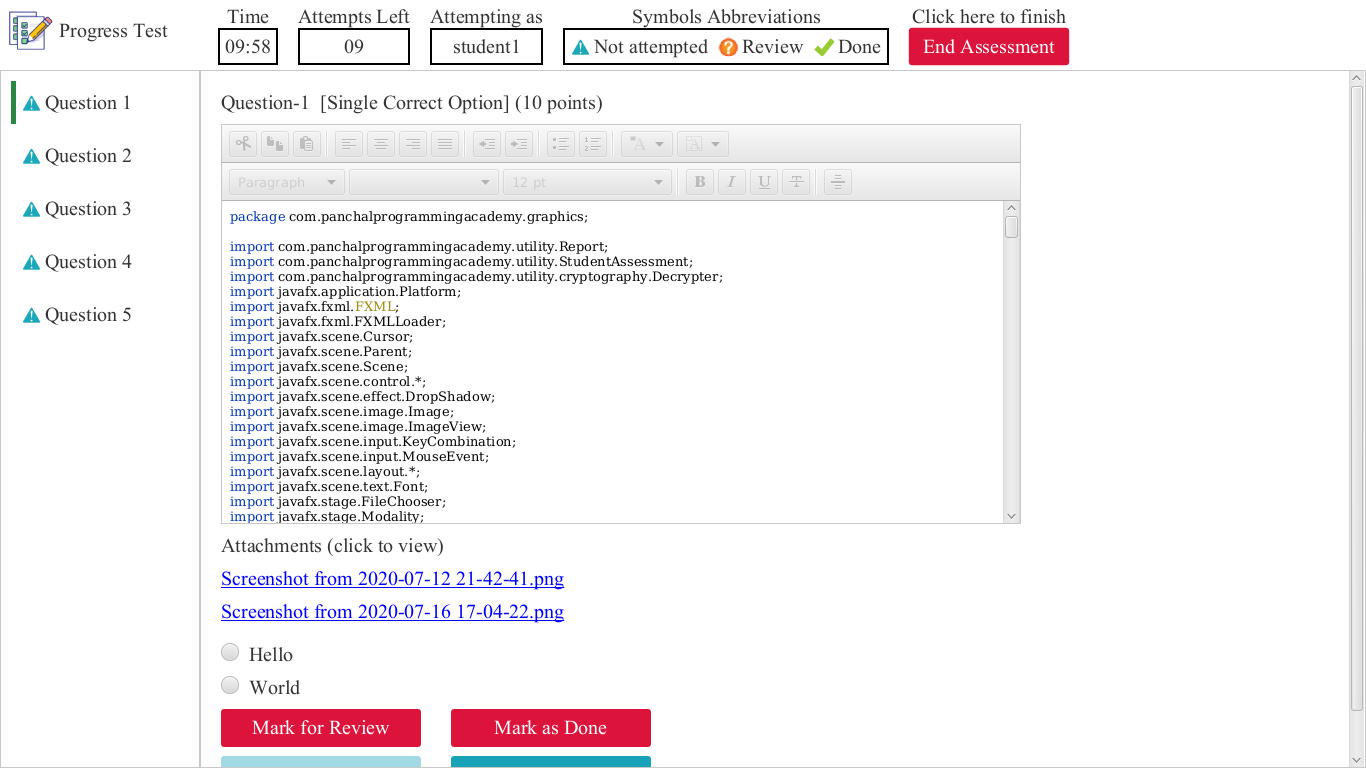 Progress Test
Time
09:58
Attempts Left
09
Attempting as
student1
Symbols Abbreviations
Not attempted Review Done
Click here to finish
End Assessment
Question 1
Question 2
Question 3
Question 4
Question 5
Question-1 [Single Correct Option] (10 points)
Paragraph 12 pt B I U T
package com.panchalprogrammingacademy.graphics;
import com.panchalprogrammingacademy.utility.Report;
import com.panchalprogrammingacademy.utility.StudentAssessment;
import com.panchalprogrammingacademy.utility.cryptography.Decrypter;
import javafx.application.Platform;
import javafx.fxml.FXML;
import javafx.fxml.FXMLLoader;
import javafx.scene.Cursor;
import javafx.scene.Parent;
import javafx.scene.Scene;
import javafx.scene.control.*;
import javafx.scene.effect.DropShadow;
import javafx.scene.image.Image;
import javafx.scene.image.ImageView;
import javafx.scene.input.KeyCombination;
import javafx.scene.input.MouseEvent;
import javafx.scene.layout.*;
import javafx.scene.text.Font;
import javafx.stage.FileChooser;
import javafx.stage.Modality;
Attachments (click to view)
Screenshot from 2020-07-12 21-42-41.png
Screenshot from 2020-07-16 17-04-22.png
Hello
World
Mark for Review
Mark as Done